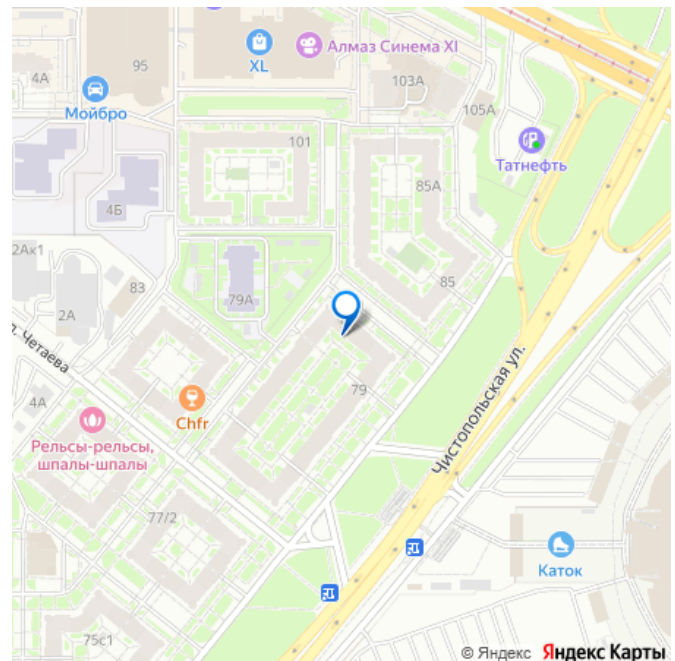 4А
95
Мойбро
XL
Алмаз Синема XI
103А
105А
Татнефть
101
85А
4Б
2Ак1
83
2А
79А
85
л. Четаева
4А
Chfr
79
Рельсы-рельсы,
шпалы-шпалы
Чистопольская ул.
77/2
Каток
75с1
© Яндекс Яндекс Карты